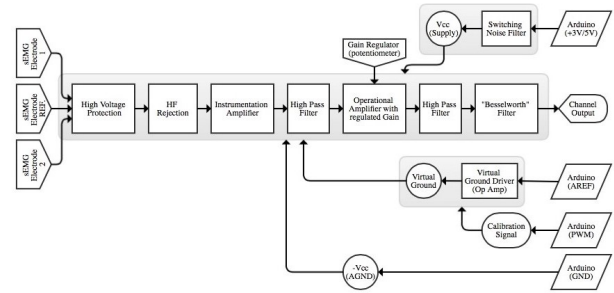 sEMG
Electrode
1
sEMG
Electrode
REF.
sEMG
Electrode
2
High Voltage
Protection
HF
Rejection
Instrumentation
Amplifier
High Pass
Filter
Gain Regulator
(potentiometer)
Operational
Amplifier with
regulated Gain
High Pass
Filter
"Besselworth"
Filter
Channel
Output
Vcc
(Supply)
Switching
Noise Filter
Arduino
(+3V/5V)
Virtual
Ground
Virtual
Ground Driver
(Op Amp)
Arduino
(AREF)
Calibration
Signal
Arduino
(PWM)
-Vcc
(AGND)
Arduino
(GND)